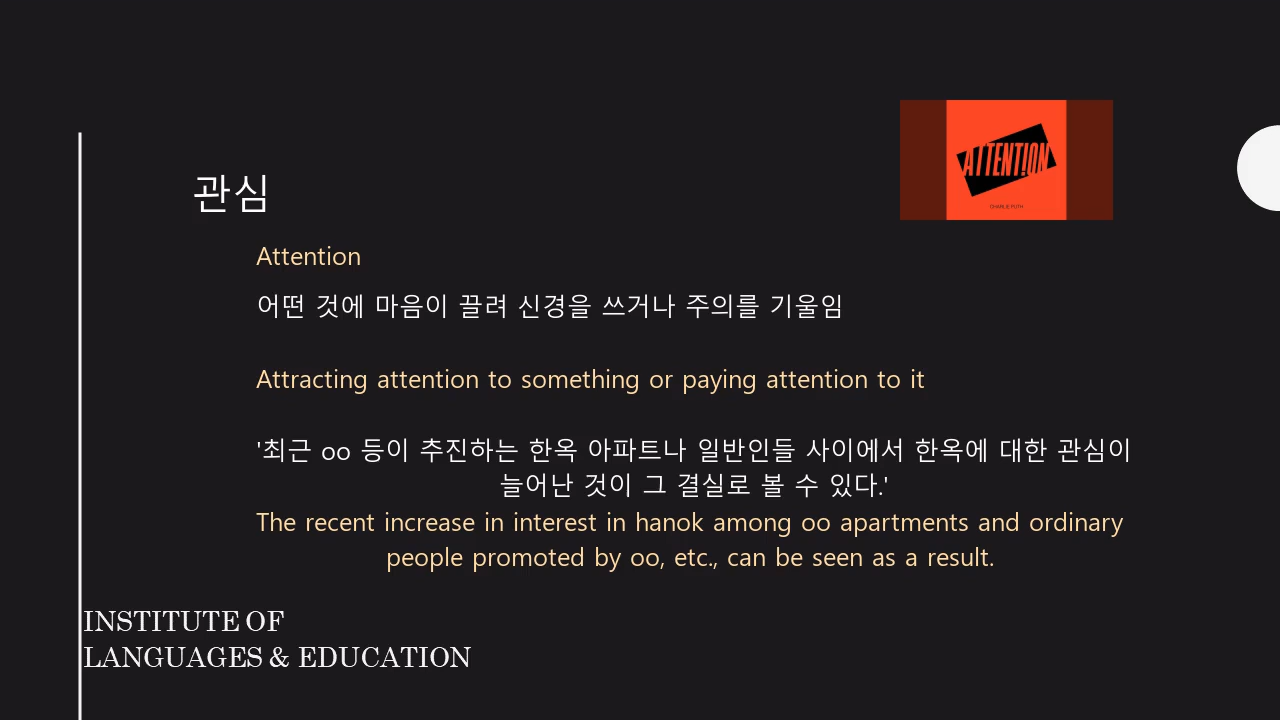 ATTENTION
CHARLIE PUTH
관심
Attention
어떤 것에 마음이 끌려 신경을 쓰거나 주의를 기울임
Attracting attention to something or paying attention to it
'최근 oo 등이 추진하는 한옥 아파트나 일반인들 사이에서 한옥에 대한 관심이
늘어난 것이 그 결실로 볼 수 있다.'
The recent increase in interest in hanok among oo apartments and ordinary
people promoted by oo, etc., can be seen as a result.
INSTITUTE OF
LANGUAGES & EDUCATION